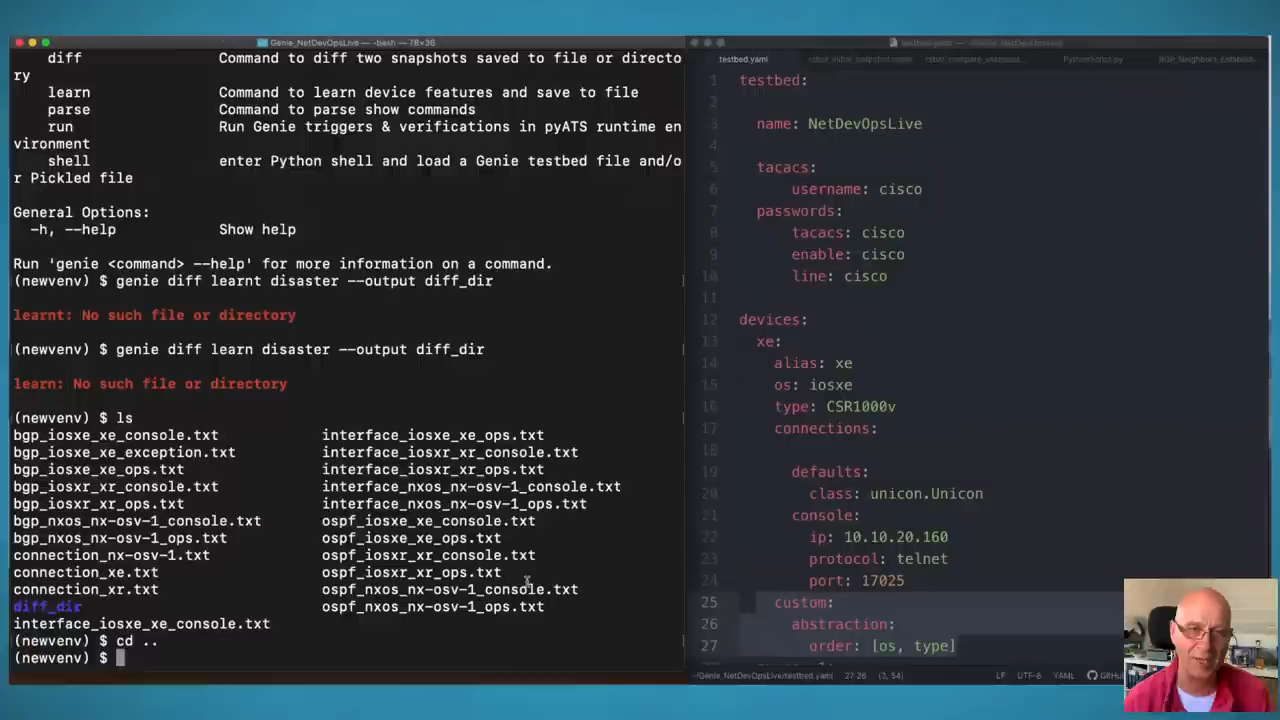 Genie_NetDevOpsLive — -bash — 78×36
diff Command to diff two snapshots saved to file or directo
ry
learn Command to learn device features and save to file
parse Command to parse show commands
run Run Genie triggers & verifications in pyATS runtime en
vironment
shell enter Python shell and load a Genie testbed file and/o
r Pickled file
General Options:
-h, --help Show help
Run 'genie <command> --help' for more information on a command.
(newvenv) $ genie diff learnt disaster --output diff_dir
learnt: No such file or directory
(newvenv) $ genie diff learn disaster --output diff_dir
learn: No such file or directory
(newvenv) $ ls
bgp_iosxe_xe_console.txt interface_iosxe_xe_ops.txt
bgp_iosxe_xe_exception.txt interface_iosxr_xr_console.txt
bgp_iosxe_xe_ops.txt interface_iosxr_xr_ops.txt
bgp_iosxr_xr_console.txt interface_nxos_nx-osv-1_console.txt
bgp_iosxr_xr_ops.txt interface_nxos_nx-osv-1_ops.txt
bgp_nxos_nx-osv-1_console.txt ospf_iosxe_xe_console.txt
bgp_nxos_nx-osv-1_ops.txt ospf_iosxe_xe_ops.txt
connection_nx-osv-1.txt ospf_iosxr_xr_console.txt
connection_xe.txt ospf_iosxr_xr_ops.txt
connection_xr.txt ospf_nxos_nx-osv-1_console.txt
diff_dir ospf_nxos_nx-osv-1_ops.txt
interface_iosxe_xe_console.txt
(newvenv) $ cd ..
(newvenv) $
testbed.yaml PythonScript.py
1 testbed:
2
3 name: NetDevOpsLive
4
5 tacacs:
6 username: cisco
7 passwords:
8 tacacs: cisco
9 enable: cisco
10 line: cisco
11
12 devices:
13 xe:
14 alias: xe
15 os: iosxe
16 type: CSR1000v
17 connections:
18
19 defaults:
20 class: unicon.Unicon
21 console:
22 ip: 10.10.20.160
23 protocol: telnet
24 port: 17025
25 custom:
26 abstraction:
27 order: [os, type]
~/Genie_NetDevOpsLive/testbed.yaml 27:26 (3, 54) LF UTF-8 YAML GitHu